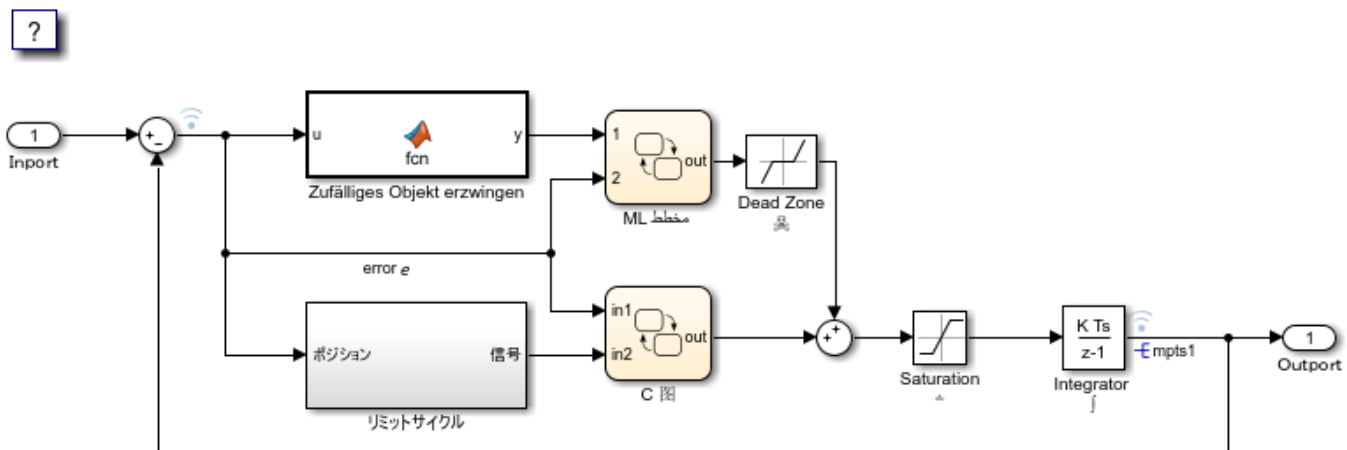 ?
1
Inport
+
−
u
fcn
y
Zufälliges Objekt erzwingen
1
2
out
ML مخطط
Dead Zone
error e
ポジション
信号
リミットサイクル
in1
in2
out
C 图
+
+
Saturation
K Ts
z-1
Integrator
∫
mpts1
1
Outport